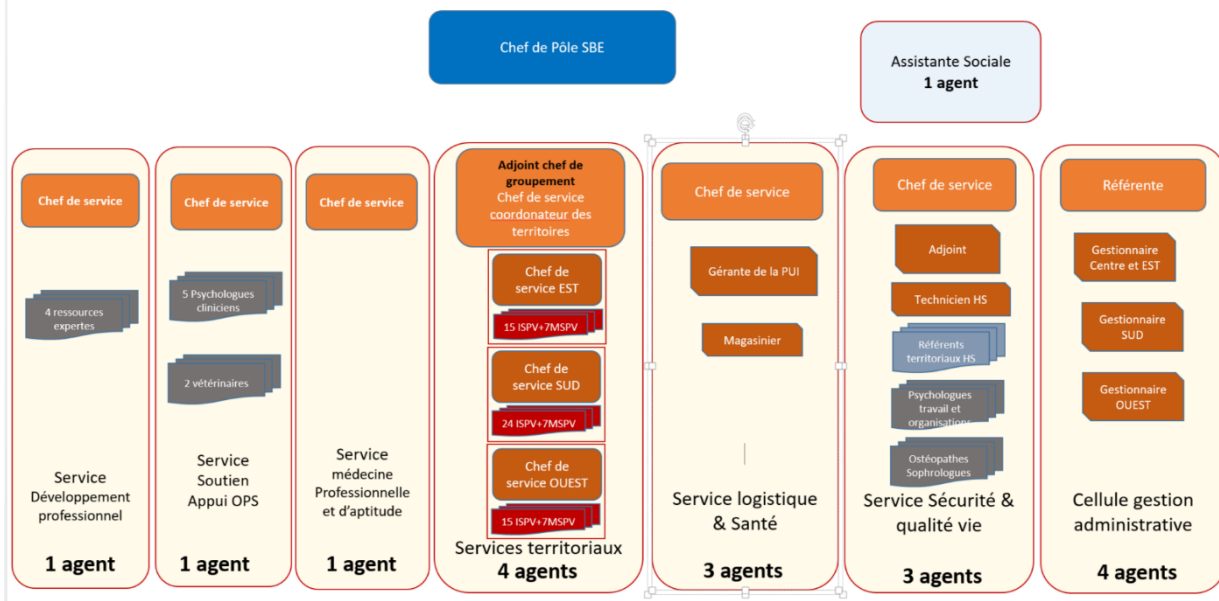 Chef de Pôle SBE
Assistante Sociale
1 agent
Chef de service
4 ressources
expertes
Service
Développement
professionnel
1 agent
Chef de service
5 Psychologues
cliniciens
2 vétérinaires
Service
Soutien
Appui OPS
1 agent
Chef de service
Service
médecine
Professionnelle
et d'aptitude
1 agent
Adjoint chef de
groupement
Chef de service
coordonateur des
territoires
Chef de
service EST
15 ISPV+7MSPV
Chef de
service SUD
24 ISPV+7MSPV
Chef de
service OUEST
15 ISPV+7MSPV
Services territoriaux
4 agents
Chef de service
Gérante de la PUI
Magasinier
Service logistique
& Santé
3 agents
Chef de service
Adjoint
Technicien HS
Référents
territoriaux HS
Psychologues
travail et
organisations
Ostéopathes
Sophrologues
Service Sécurité &
qualité vie
3 agents
Référente
Gestionnaire
Centre et EST
Gestionnaire
SUD
Gestionnaire
OUEST
Cellule gestion
administrative
4 agents